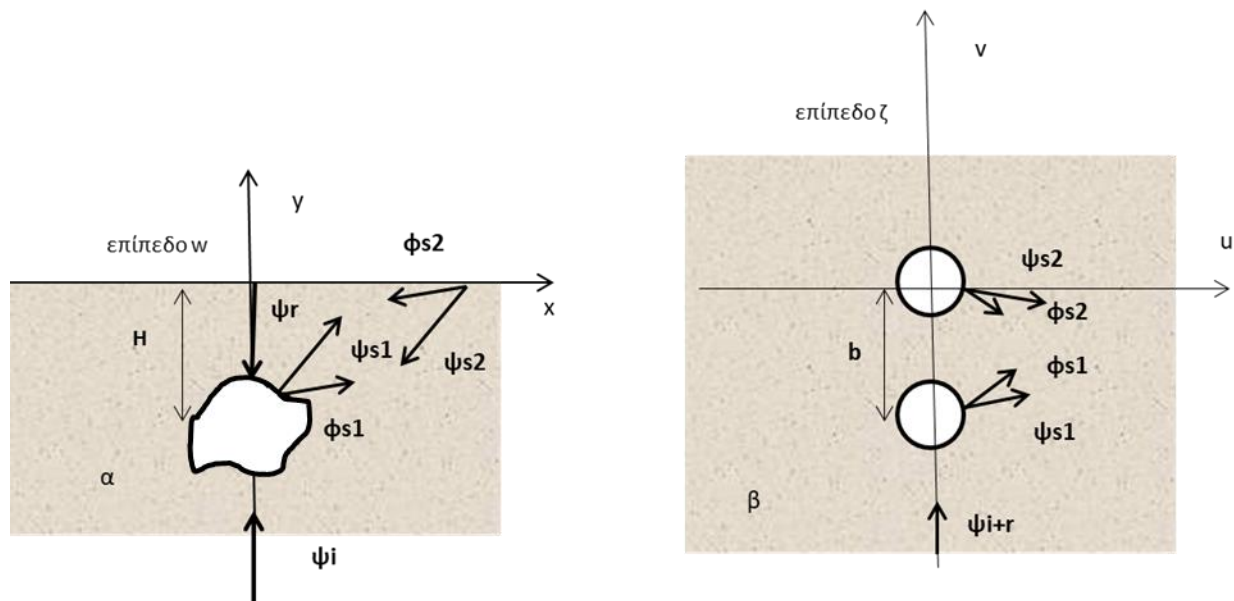 y
επίπεδο w
φs2
x
H
ψr
ψs1
ψs2
φs1
α
ψi
v
επίπεδο ζ
u
ψs2
φs2
b
φs1
ψs1
β
ψi+r